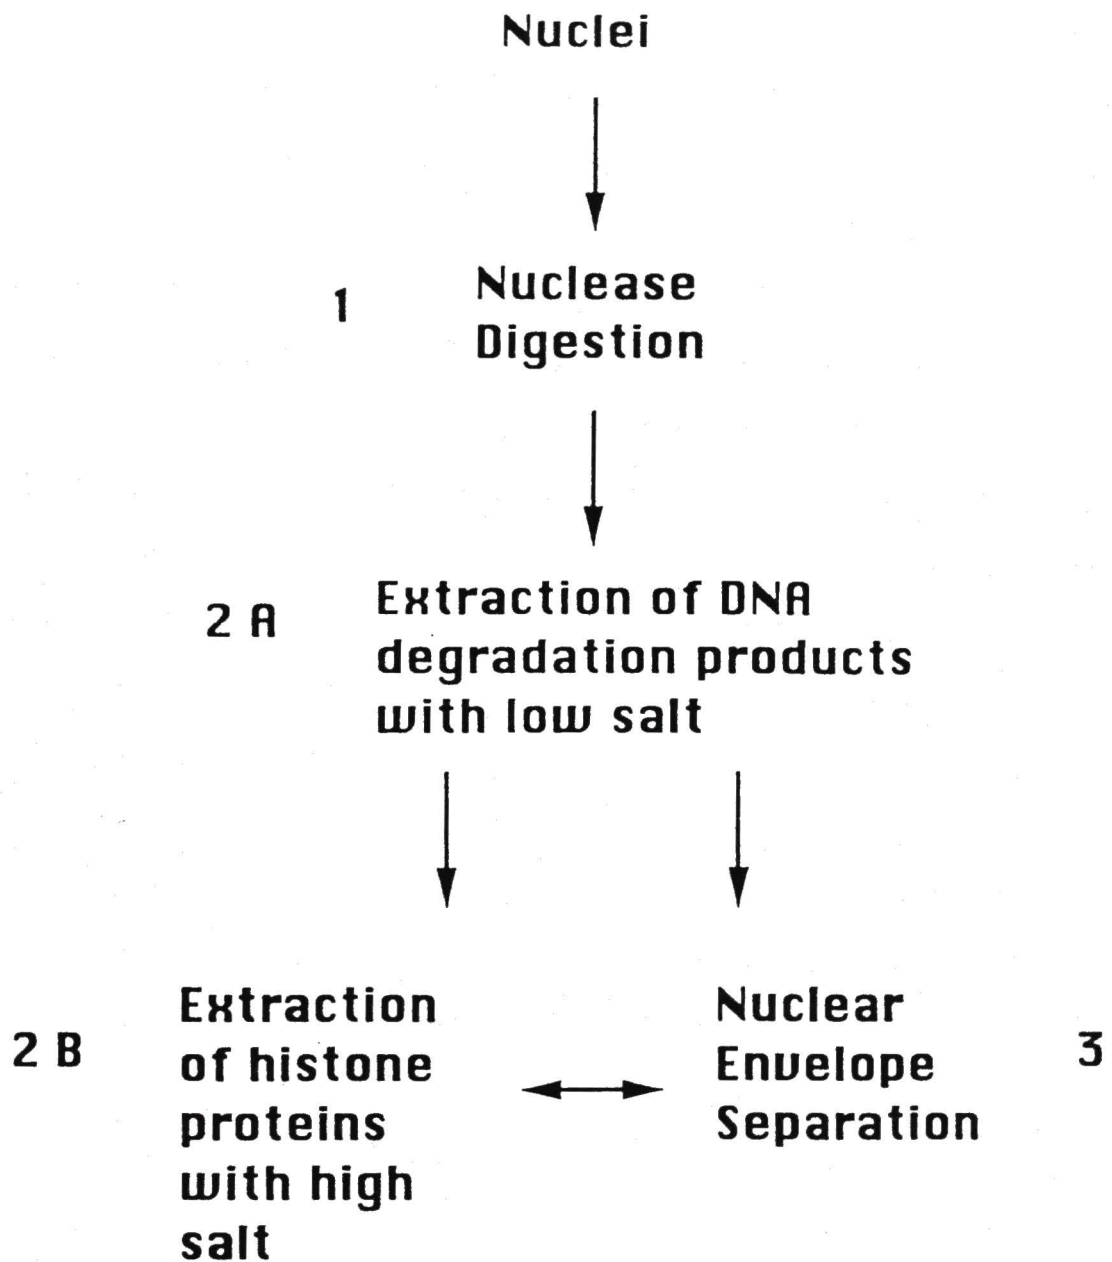 Nuclei
1
Nuclease
Digestion
2 A
Extraction of DNA
degradation products
with low salt
2 B
Extraction
of histone
proteins
with high
salt
Nuclear
Envelope
Separation
3